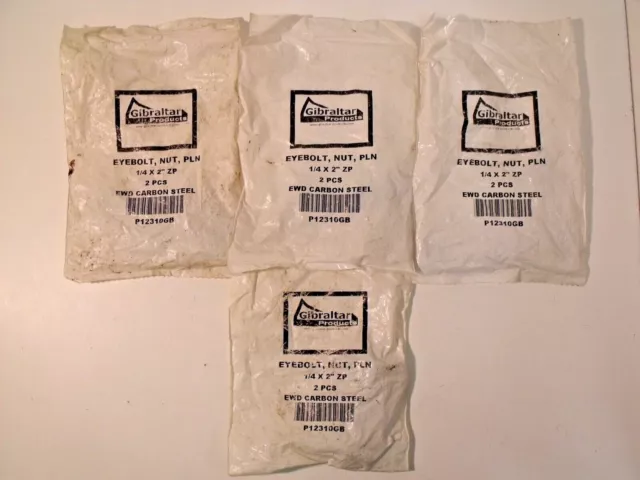 Gibraltar
Products
EYEBOLT, NUT, PLN
1/4 X 2" ZP
2 PCS
EWD CARBON STEEL
P12310GB
Gibraltar
Products
EYEBOLT, NUT, PLN
1/4 X 2" ZP
2 PCS
EWD CARBON STEEL
P12310GB
Gibraltar
Products
EYEBOLT, NUT, PLN
1/4 X 2" ZP
2 PCS
EWD CARBON STEEL
P12310GB
Gibraltar
Products
EYEBOLT, NUT, PLN
1/4 X 2" ZP
2 PCS
EWD CARBON STEEL
P12310GB